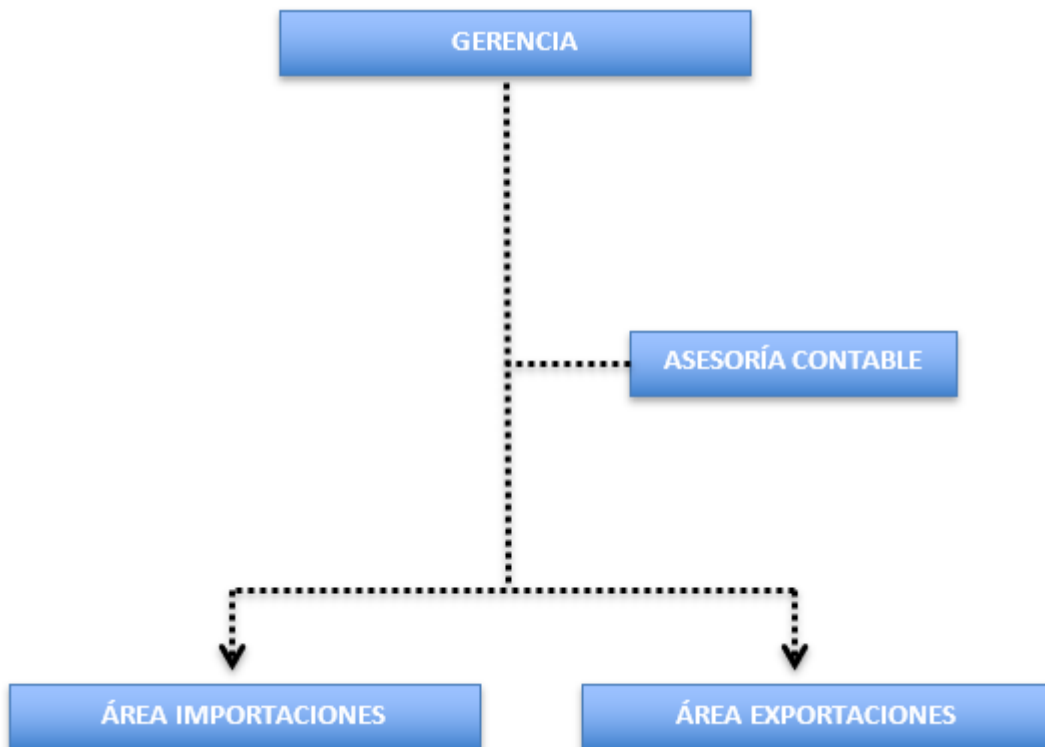 GERENCIA
ASESORÍA CONTABLE
ÁREA IMPORTACIONES
ÁREA EXPORTACIONES